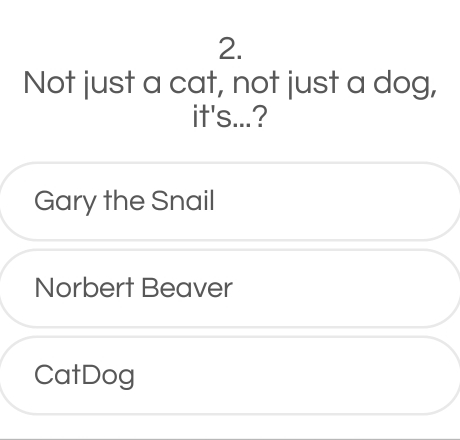 2.
Not just a cat, not just a dog,
it's...?
Gary the Snail
Norbert Beaver
CatDog